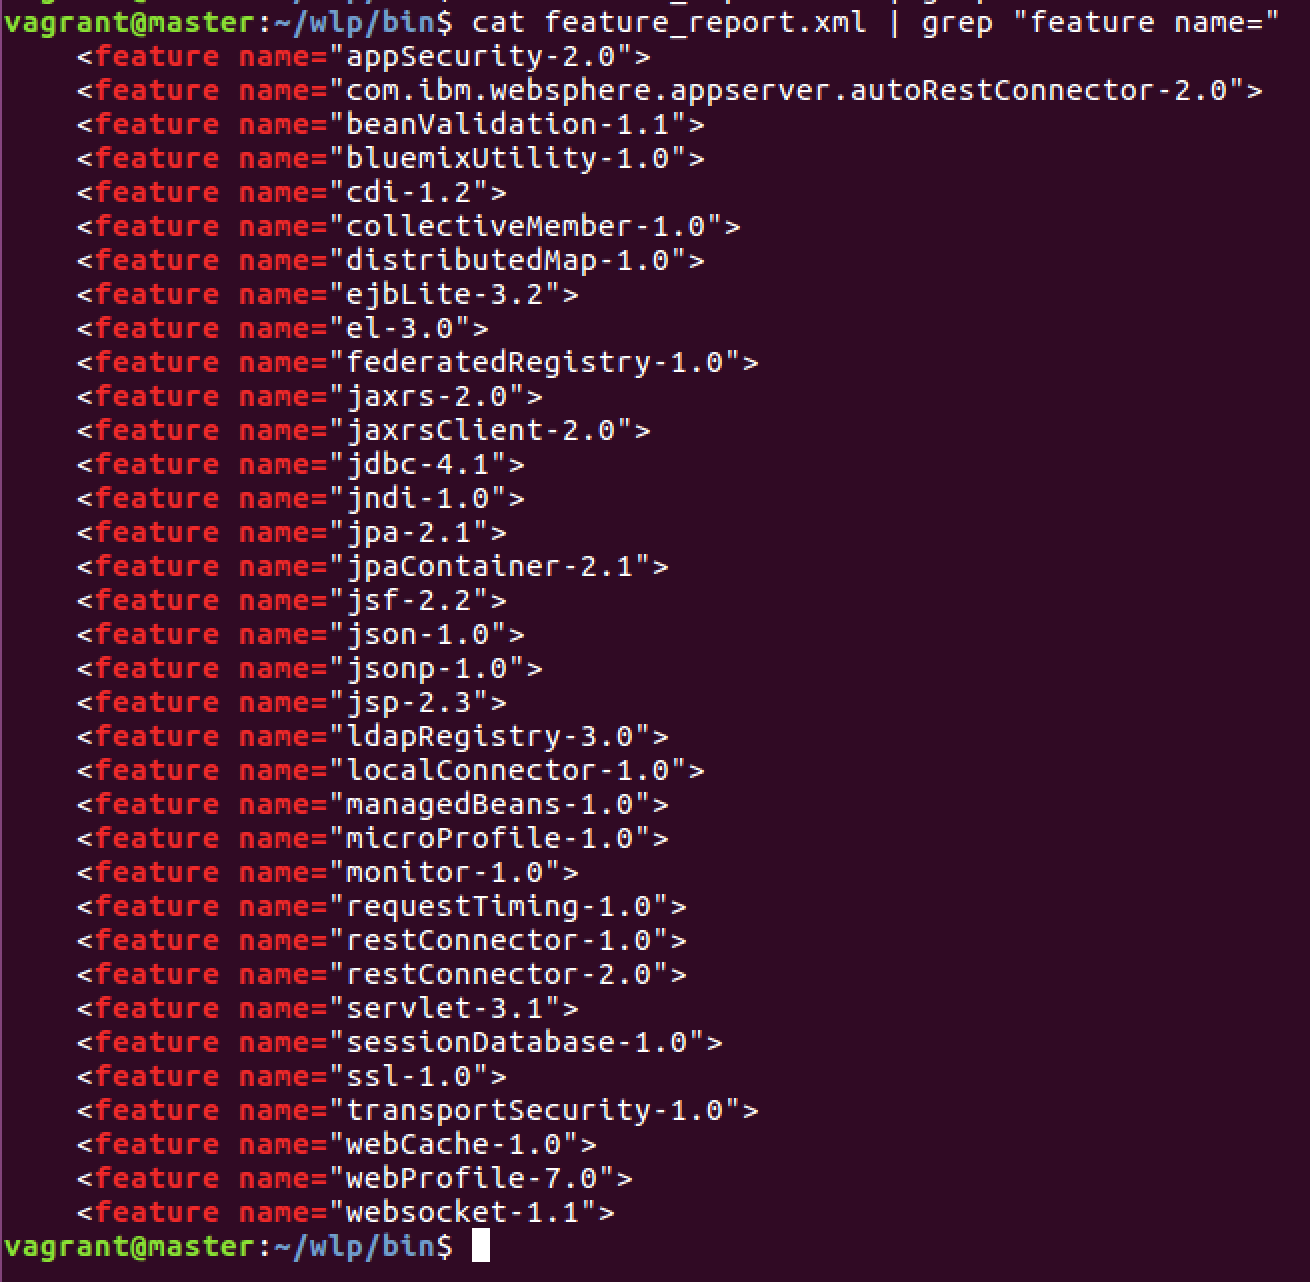 vagrant@master:~/wlp/bin$ cat feature_report.xml | grep "feature name="
    <feature name="appSecurity-2.0">
    <feature name="com.ibm.websphere.appserver.autoRestConnector-2.0">
    <feature name="beanValidation-1.1">
    <feature name="bluemixUtility-1.0">
    <feature name="cdi-1.2">
    <feature name="collectiveMember-1.0">
    <feature name="distributedMap-1.0">
    <feature name="ejbLite-3.2">
    <feature name="el-3.0">
    <feature name="federatedRegistry-1.0">
    <feature name="jaxrs-2.0">
    <feature name="jaxrsClient-2.0">
    <feature name="jdbc-4.1">
    <feature name="jndi-1.0">
    <feature name="jpa-2.1">
    <feature name="jpaContainer-2.1">
    <feature name="jsf-2.2">
    <feature name="json-1.0">
    <feature name="jsonp-1.0">
    <feature name="jsp-2.3">
    <feature name="ldapRegistry-3.0">
    <feature name="localConnector-1.0">
    <feature name="managedBeans-1.0">
    <feature name="microProfile-1.0">
    <feature name="monitor-1.0">
    <feature name="requestTiming-1.0">
    <feature name="restConnector-1.0">
    <feature name="restConnector-2.0">
    <feature name="servlet-3.1">
    <feature name="sessionDatabase-1.0">
    <feature name="ssl-1.0">
    <feature name="transportSecurity-1.0">
    <feature name="webCache-1.0">
    <feature name="webProfile-7.0">
    <feature name="websocket-1.1">
vagrant@master:~/wlp/bin$